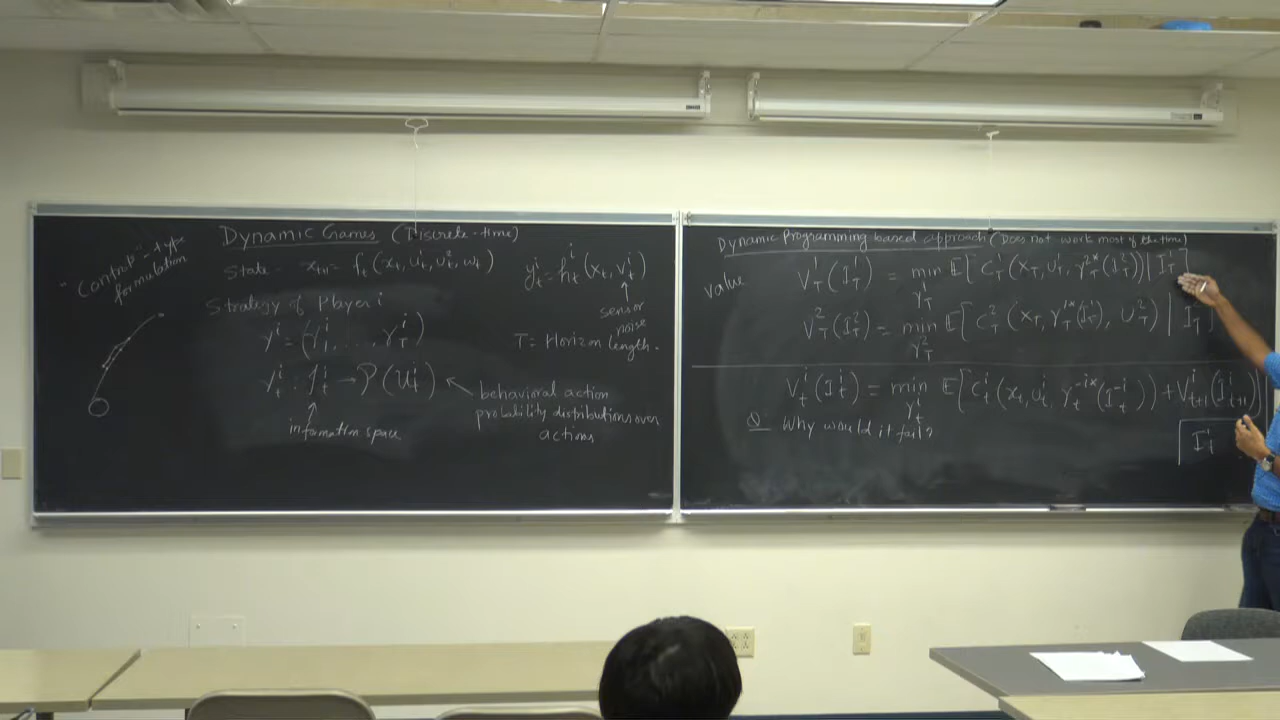 "Control"-type
formulation
Dynamic Games (Discrete-time)
State - x_{t+1} = f_t(x_t, u_t^1, u_t^2, w_t)
y_t^i = h_t^i(x_t, v_t^i)
↑
sensor
noise
Strategy of Player i
γ^i = (γ_1^i, ..., γ_T^i)
T = Horizon length.
γ_t^i : I_t^i → P(U_t^i)
↑
information space
behavioral action
probability distributions over
actions
Dynamic Programming based approach (Does not work most of the time)
value
V_T^1(I_T^1) = min_{γ_T^1} E[C_T^1(x_T, u_T^1, γ_T^{2*}(I_T^2)) | I_T^1]
V_T^2(I_T^2) = min_{γ_T^2} E[C_T^2(x_T, γ_T^{1*}(I_T^1), u_T^2) | I_T^2]
V_t^i(I_t^i) = min_{γ_t^i} E[C_t^i(x_t, u_t^i, γ_t^{-i*}(I_t^{-i})) + V_{t+1}^i(I_{t+1}^i) |
I_t^i
Q Why would it fail?